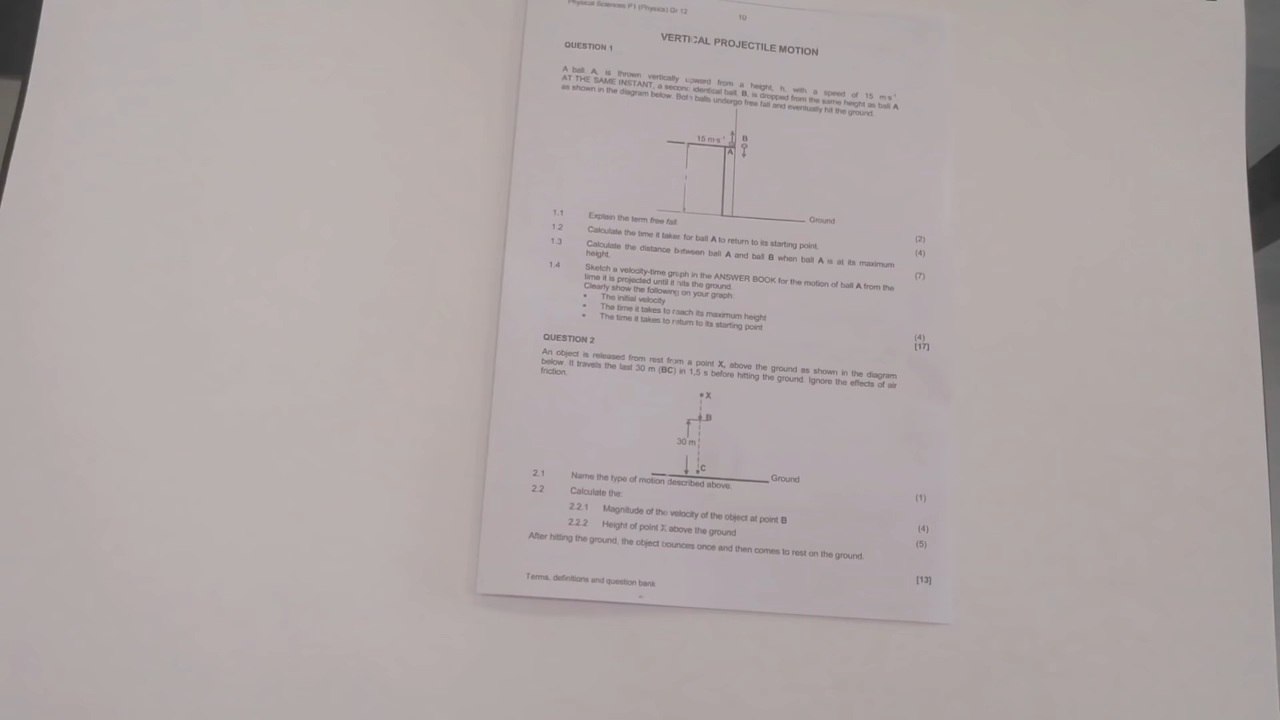 Physical Sciences P1 (Physics) Gr 12
10
VERTICAL PROJECTILE MOTION
QUESTION 1
A ball, A, is thrown vertically upward from a height, h, with a speed of 15 m·s⁻¹.
AT THE SAME INSTANT, a second identical ball, B, is dropped from the same height as ball A
as shown in the diagram below. Both balls undergo free fall and eventually hit the ground.
15 m·s⁻¹
B
A
Ground
1.1 Explain the term free fall. (2)
1.2 Calculate the time it takes for ball A to return to its starting point. (4)
1.3 Calculate the distance between ball A and ball B when ball A is at its maximum
height. (7)
1.4 Sketch a velocity-time graph in the ANSWER BOOK for the motion of ball A from the
time it is projected until it hits the ground.
Clearly show the following on your graph:
• The initial velocity
• The time it takes to reach its maximum height
• The time it takes to return to its starting point (4)
[17]
QUESTION 2
An object is released from rest from a point X, above the ground as shown in the diagram
below. It travels the last 30 m (BC) in 1,5 s before hitting the ground. Ignore the effects of air
friction.
X
B
30 m
C
Ground
2.1 Name the type of motion described above. (1)
2.2 Calculate the:
2.2.1 Magnitude of the velocity of the object at point B (4)
2.2.2 Height of point X above the ground (5)
After hitting the ground, the object bounces once and then comes to rest on the ground.
[13]
Terms, definitions and question bank